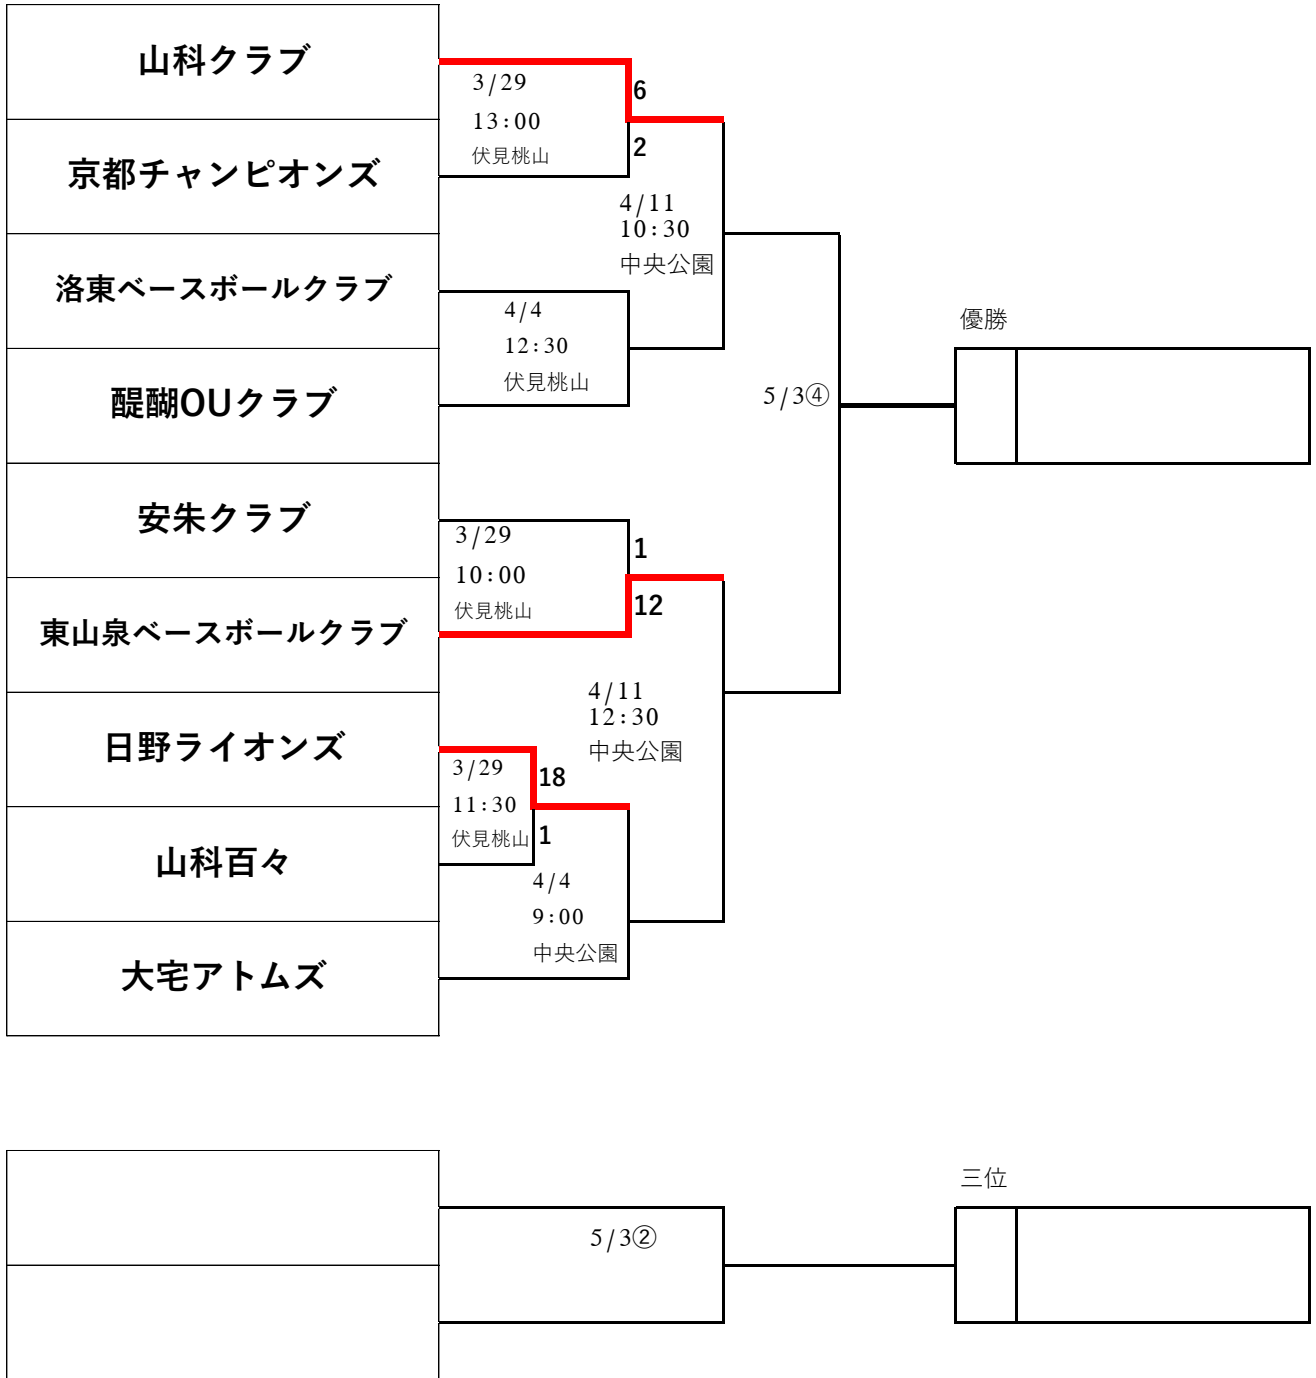 山科クラブ
3/29
13:00
伏見桃山
6
2
京都チャンピオンズ
4/11
10:30
中央公園
洛東ベースボールクラブ
4/4
12:30
伏見桃山
醍醐OUクラブ
5/3④
優勝
安朱クラブ
3/29
10:00
伏見桃山
1
12
東山泉ベースボールクラブ
4/11
12:30
中央公園
日野ライオンズ
3/29
11:30
伏見桃山
18
1
山科百々
4/4
9:00
中央公園
大宅アトムズ
5/3②
三位